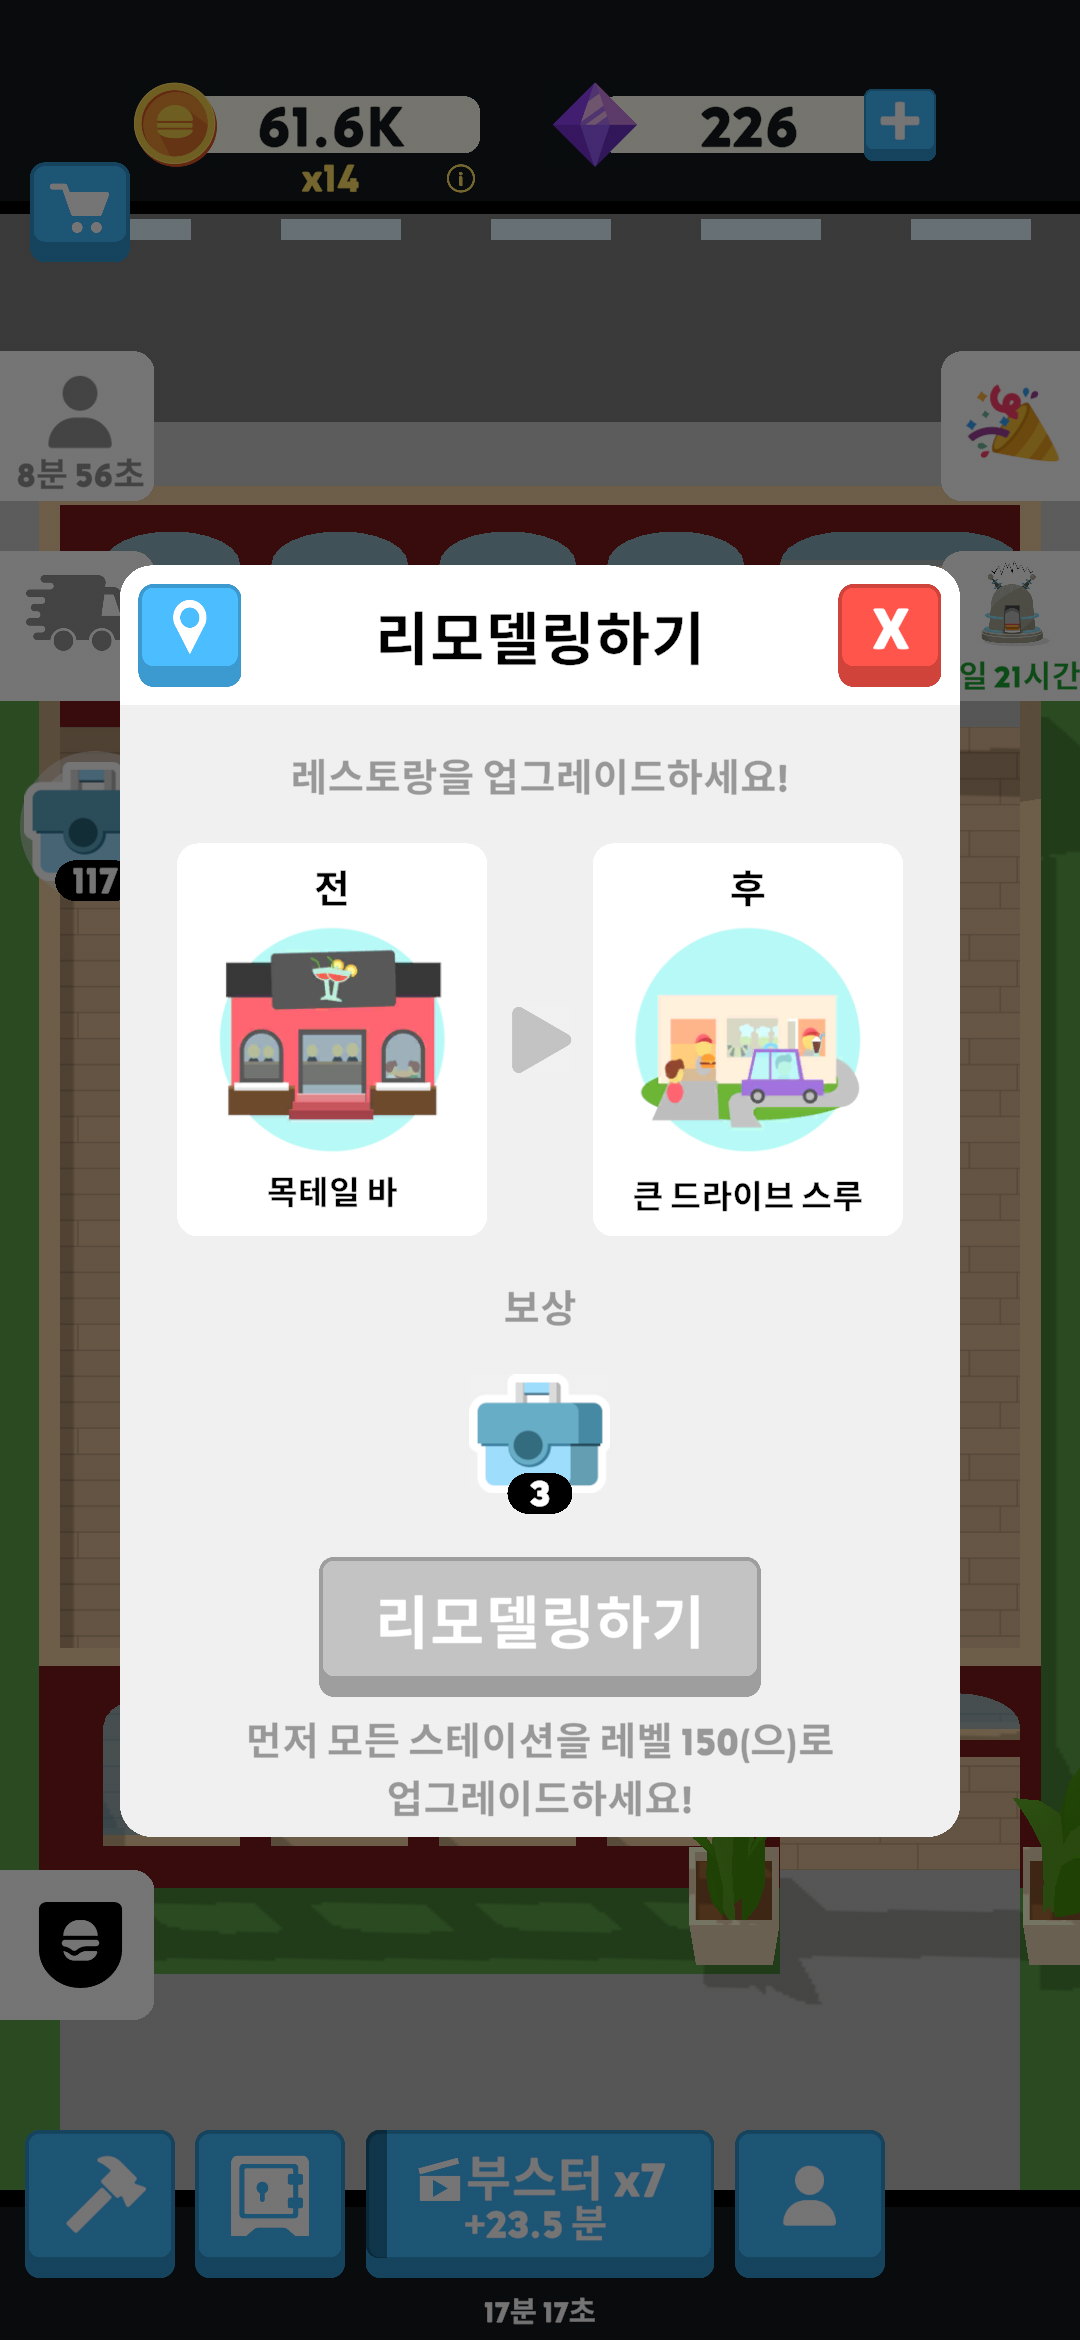 61.6K
226
x14
8분 56초
리모델링하기
X
일 21시간
레스토랑을 업그레이드하세요!
117
전
후
목테일 바
큰 드라이브 스루
보상
3
리모델링하기
먼저 모든 스테이션을 레벨 150(으)로
업그레이드하세요!
부스터 x7
+23.5 분
17분 17초